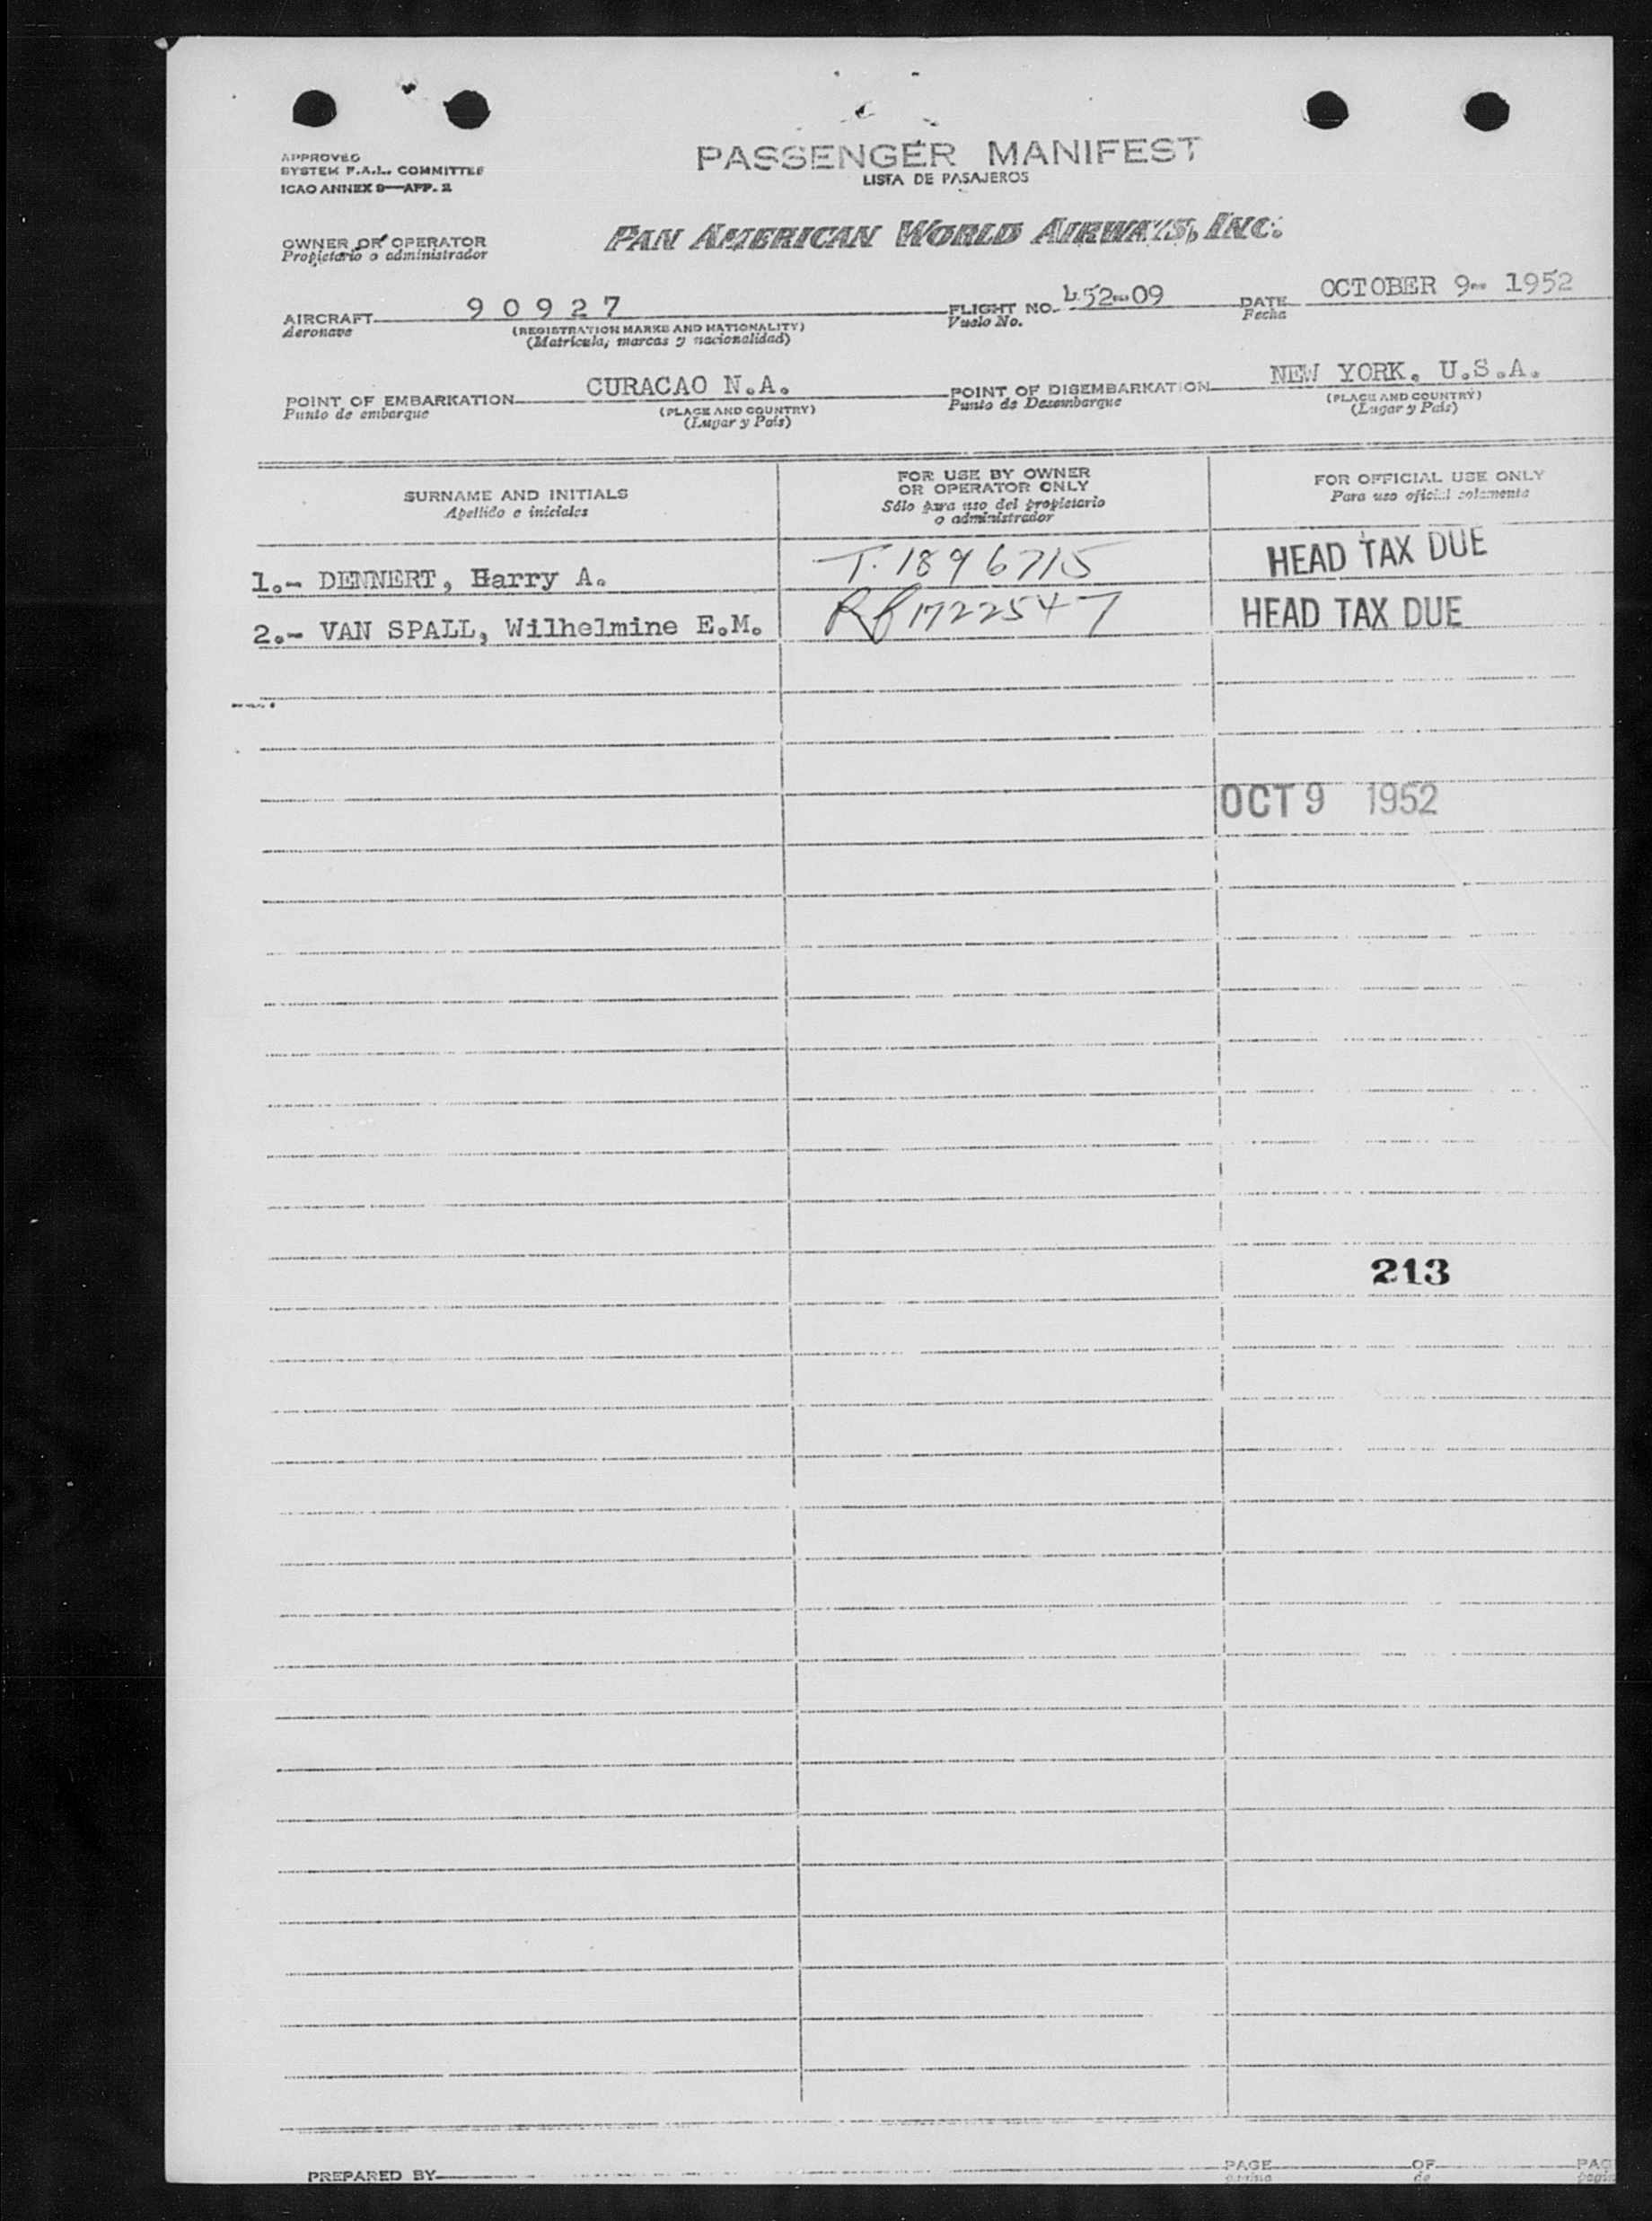 PASSENGER MANIFEST
LISTA DE PASAJEROS
APPROVED
SYSTEM F.A.L. COMMITTEE
ICAO ANNEX 9—APP. 2
OWNER OR OPERATOR
Propietario o administrador
PAN AMERICAN WORLD AIRWAYS, INC.
AIRCRAFT 90927 FLIGHT NO. 452-09 DATE OCTOBER 9- 1952
Aeronave (REGISTRATION MARKS AND NATIONALITY) Vuelo No. Fecha
(Matrícula, marcas y nacionalidad)
POINT OF EMBARKATION CURACAO N.A. POINT OF DISEMBARKATION NEW YORK, U.S.A.
Punto de embarque (PLACE AND COUNTRY) Punto de Desembarque (PLACE AND COUNTRY)
(Lugar y País) (Lugar y País)
SURNAME AND INITIALS
Apellido e iniciales
FOR USE BY OWNER
OR OPERATOR ONLY
Sólo para uso del propietario
o administrador
FOR OFFICIAL USE ONLY
Para uso oficial solamente
1.- DENNERT, Harry A. T. 1896715 HEAD TAX DUE
2.- VAN SPALL, Wilhelmine E.M. 1722547 HEAD TAX DUE
OCT 9 1952
213
PREPARED BY PAGE OF PAG
de